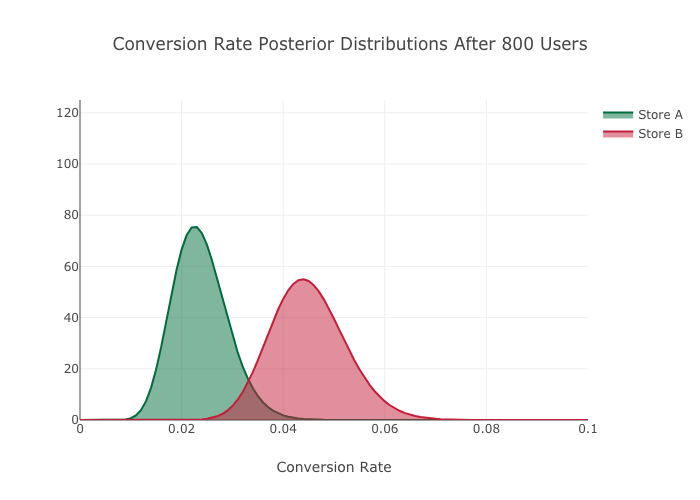 Conversion Rate Posterior Distributions After 800 Users
120
100
80
60
40
20
0
0 0.02 0.04 0.06 0.08 0.1
Conversion Rate
Store A
Store B